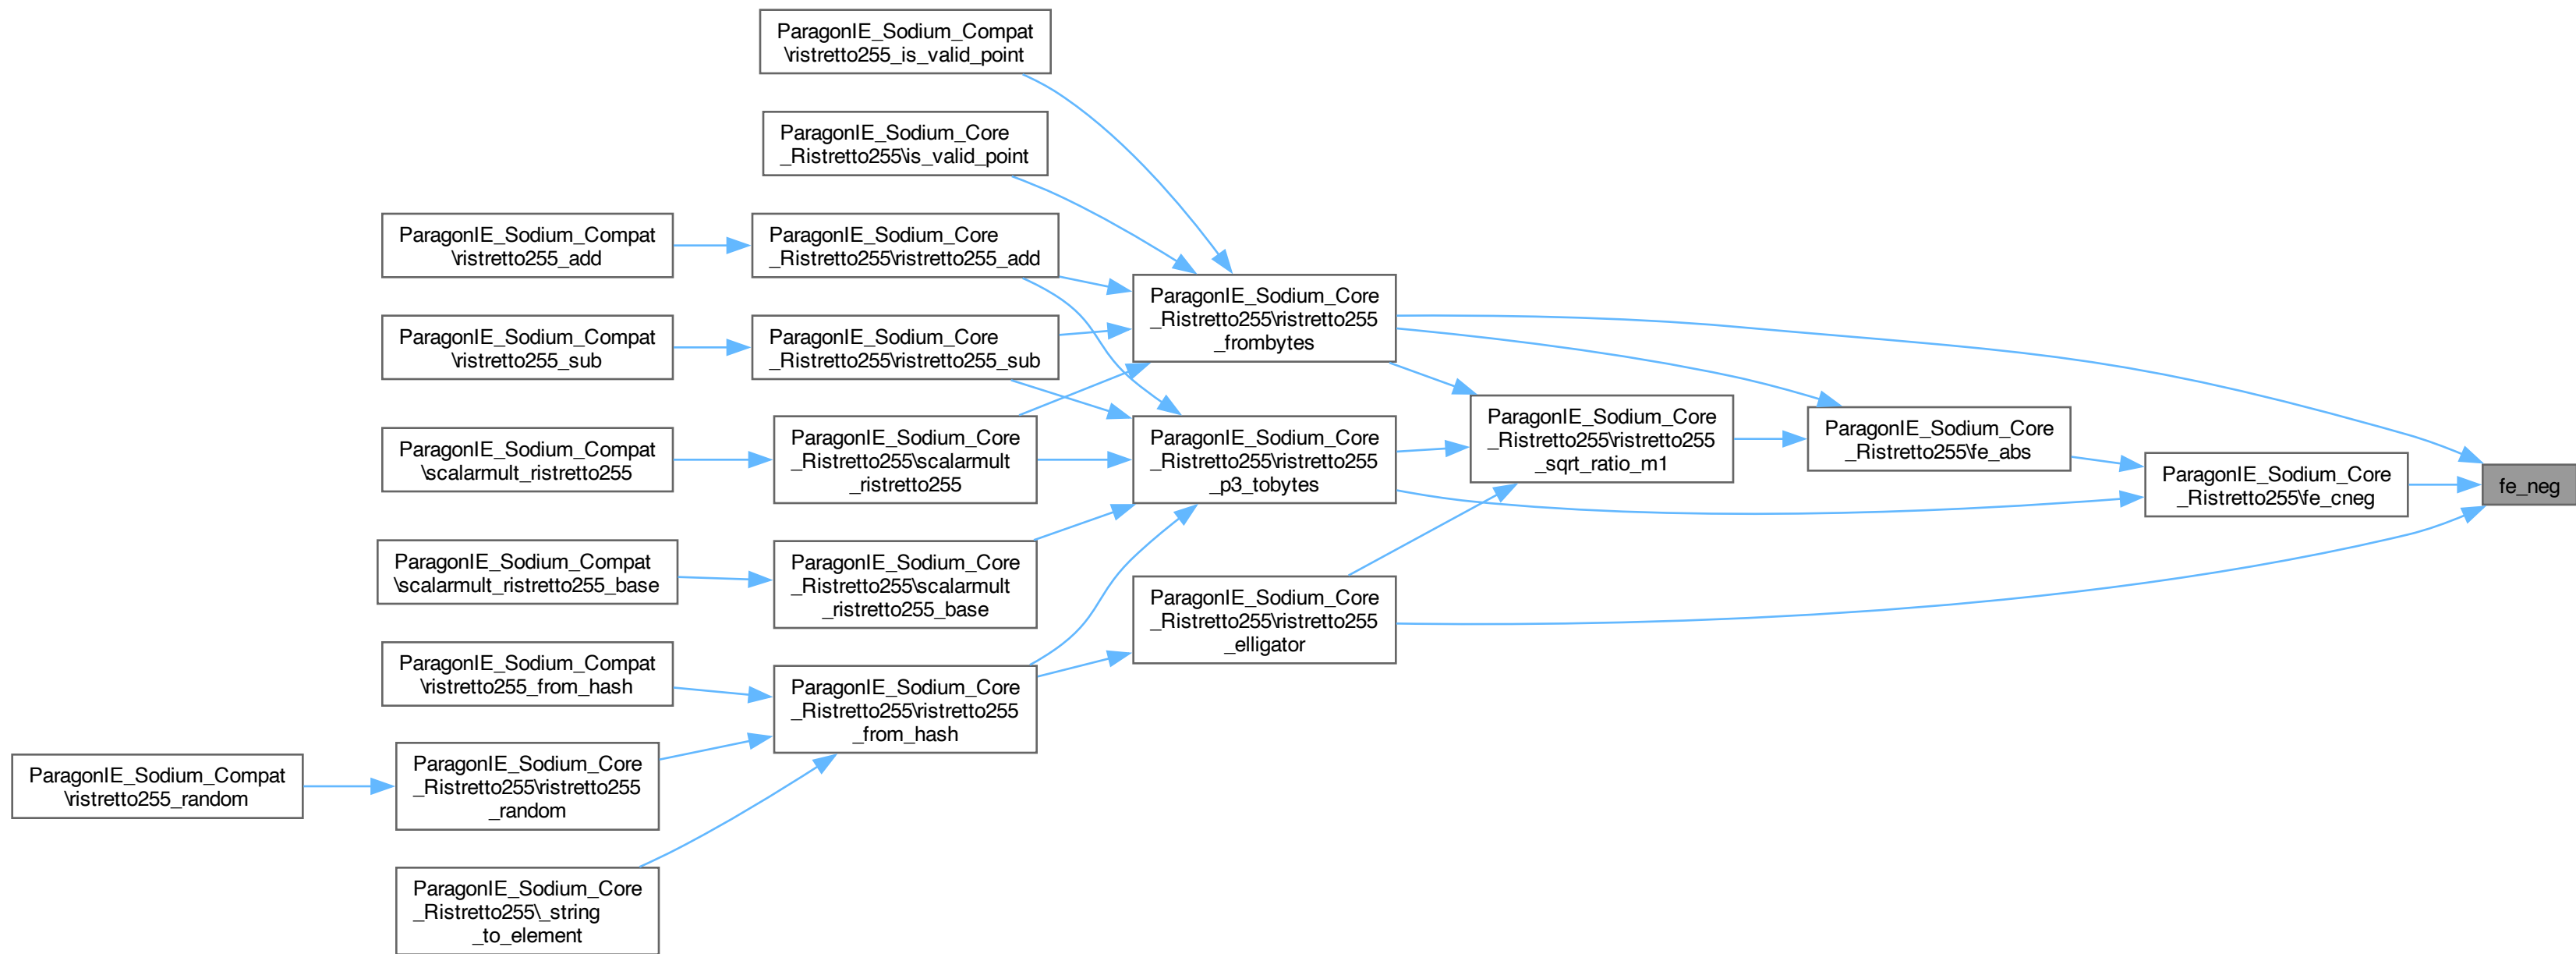 ParagonIE_Sodium_Compat
\ristretto255_is_valid_point
ParagonIE_Sodium_Core
_Ristretto255\is_valid_point
ParagonIE_Sodium_Compat
\ristretto255_add
ParagonIE_Sodium_Core
_Ristretto255\ristretto255_add
ParagonIE_Sodium_Compat
\ristretto255_sub
ParagonIE_Sodium_Core
_Ristretto255\ristretto255_sub
ParagonIE_Sodium_Core
_Ristretto255\ristretto255
_frombytes
ParagonIE_Sodium_Compat
\scalarmult_ristretto255
ParagonIE_Sodium_Core
_Ristretto255\scalarmult
_ristretto255
ParagonIE_Sodium_Core
_Ristretto255\ristretto255
_p3_tobytes
ParagonIE_Sodium_Core
_Ristretto255\ristretto255
_sqrt_ratio_m1
ParagonIE_Sodium_Core
_Ristretto255\fe_abs
ParagonIE_Sodium_Core
_Ristretto255\fe_cneg
fe_neg
ParagonIE_Sodium_Compat
\scalarmult_ristretto255_base
ParagonIE_Sodium_Core
_Ristretto255\scalarmult
_ristretto255_base
ParagonIE_Sodium_Core
_Ristretto255\ristretto255
_elligator
ParagonIE_Sodium_Compat
\ristretto255_from_hash
ParagonIE_Sodium_Core
_Ristretto255\ristretto255
_from_hash
ParagonIE_Sodium_Compat
\ristretto255_random
ParagonIE_Sodium_Core
_Ristretto255\ristretto255
_random
ParagonIE_Sodium_Core
_Ristretto255\_string
_to_element